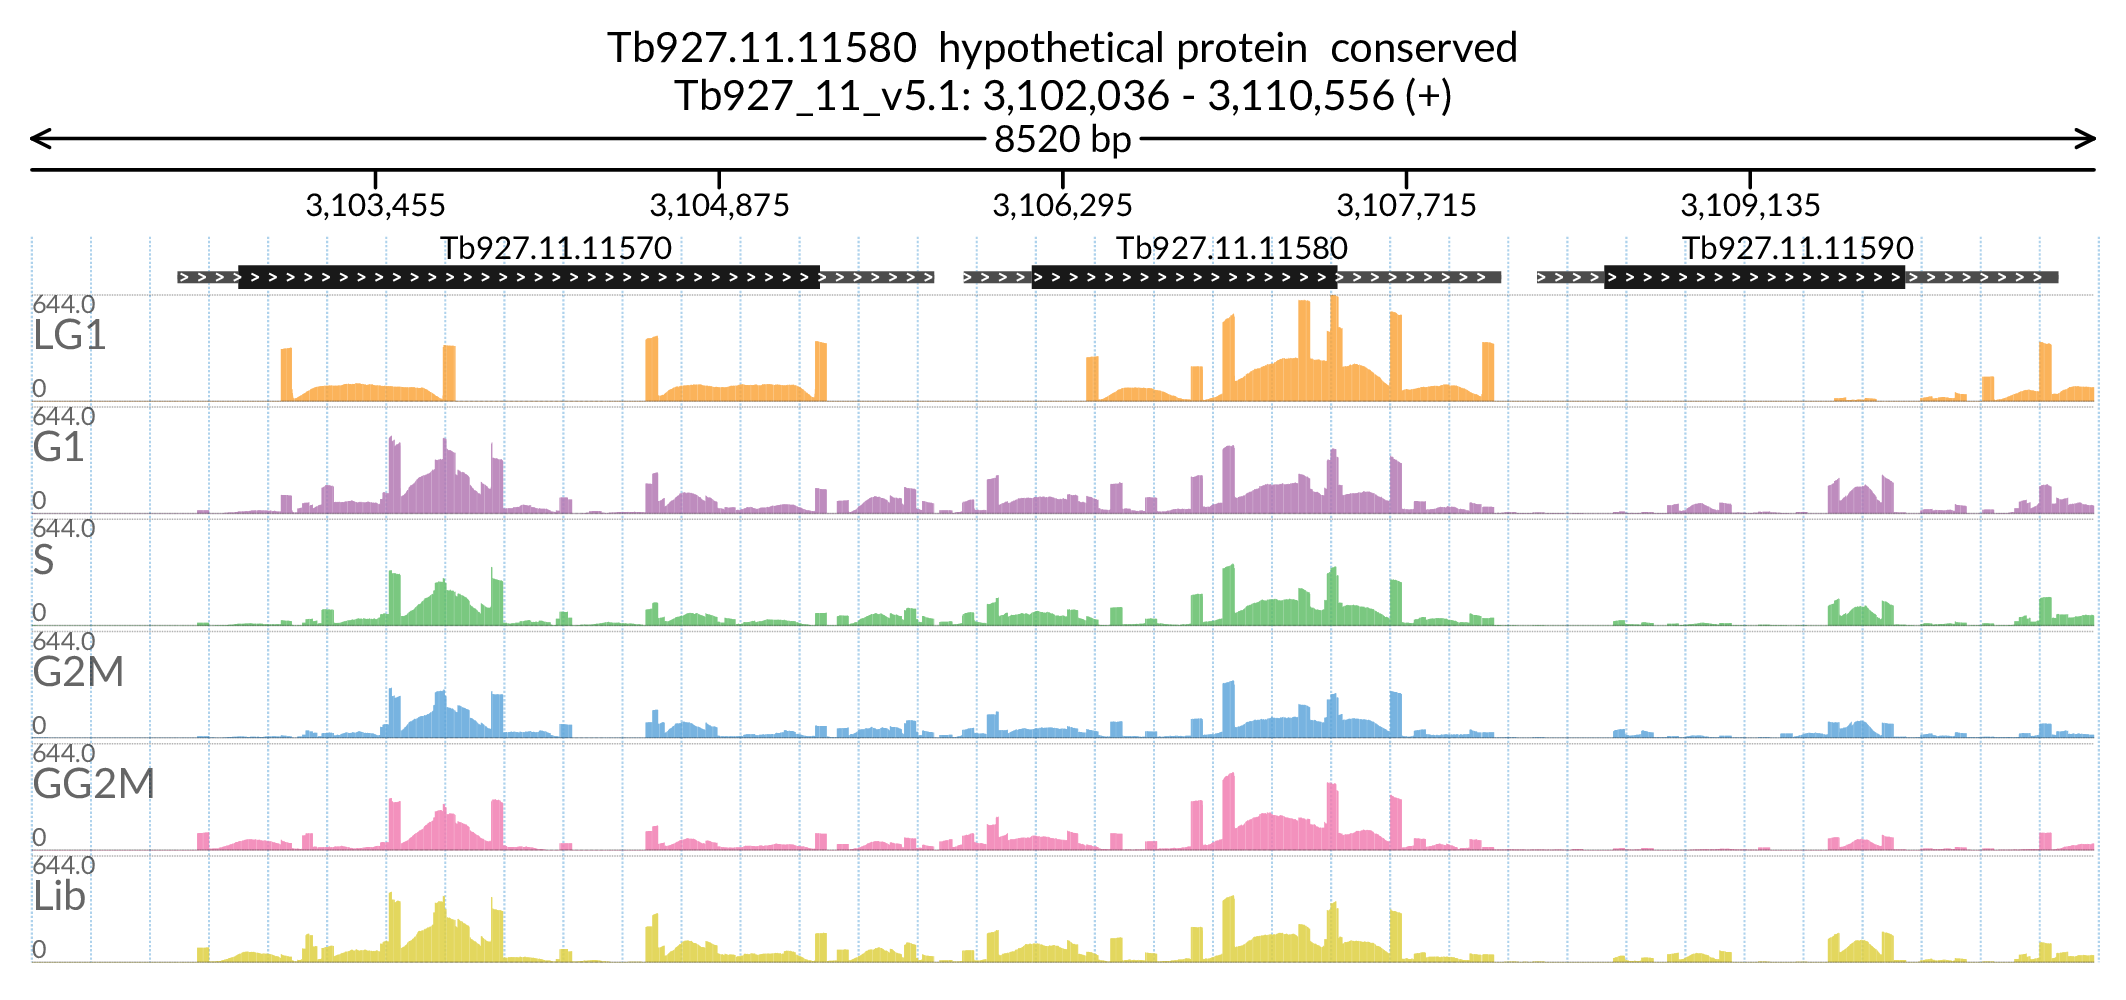 Tb927.11.11580 hypothetical protein conserved
Tb927_11_v5.1: 3,102,036 - 3,110,556 (+)
8520 bp
3,103,455 3,104,875 3,106,295 3,107,715 3,109,135
Tb927.11.11570 Tb927.11.11580 Tb927.11.11590
644.0
LG1
0
644.0
G1
0
644.0
S
0
644.0
G2M
0
644.0
GG2M
0
644.0
Lib
0